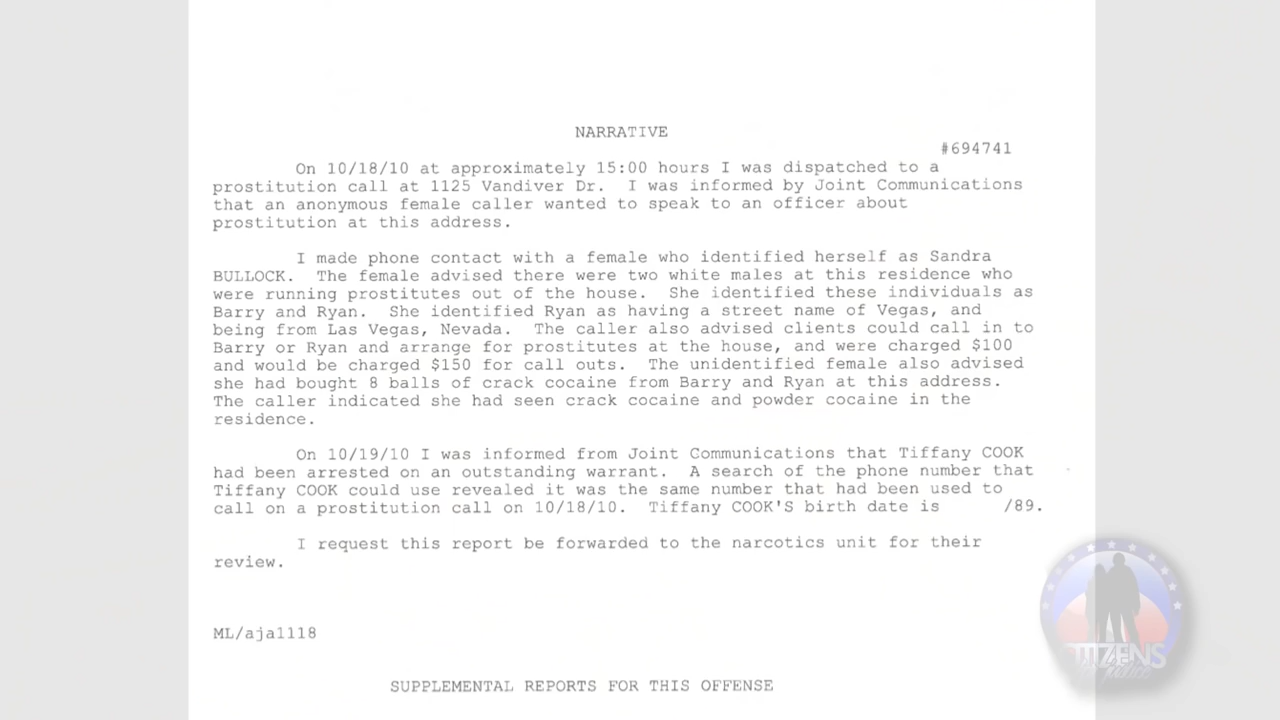 NARRATIVE
#694741
On 10/18/10 at approximately 15:00 hours I was dispatched to a
prostitution call at 1125 Vandiver Dr.  I was informed by Joint Communications
that an anonymous female caller wanted to speak to an officer about
prostitution at this address.
I made phone contact with a female who identified herself as Sandra
BULLOCK.  The female advised there were two white males at this residence who
were running prostitutes out of the house.  She identified these individuals as
Barry and Ryan.  She identified Ryan as having a street name of Vegas, and
being from Las Vegas, Nevada.  The caller also advised clients could call in to
Barry or Ryan and arrange for prostitutes at the house, and were charged $100
and would be charged $150 for call outs.  The unidentified female also advised
she had bought 8 balls of crack cocaine from Barry and Ryan at this address.
The caller indicated she had seen crack cocaine and powder cocaine in the
residence.
On 10/19/10 I was informed from Joint Communications that Tiffany COOK
had been arrested on an outstanding warrant.  A search of the phone number that
Tiffany COOK could use revealed it was the same number that had been used to
call on a prostitution call on 10/18/10.  Tiffany COOK'S birth date is /89.
I request this report be forwarded to the narcotics unit for their
review.
ML/aja1118
SUPPLEMENTAL REPORTS FOR THIS OFFENSE
CITIZENS